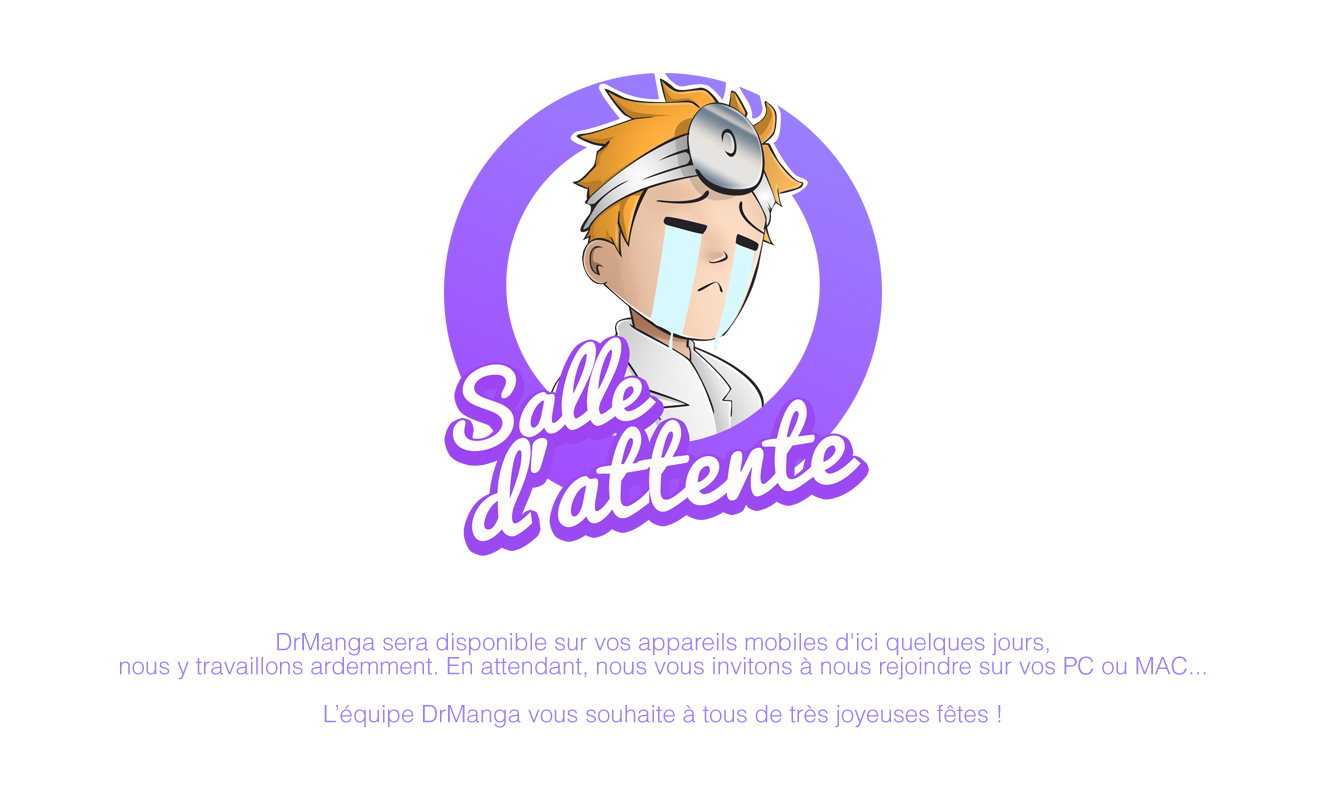 Salle
d'attente
DrManga sera disponible sur vos appareils mobiles d'ici quelques jours,
nous y travaillons ardemment. En attendant, nous vous invitons à nous rejoindre sur vos PC ou MAC...
L’équipe DrManga vous souhaite à tous de très joyeuses fêtes !